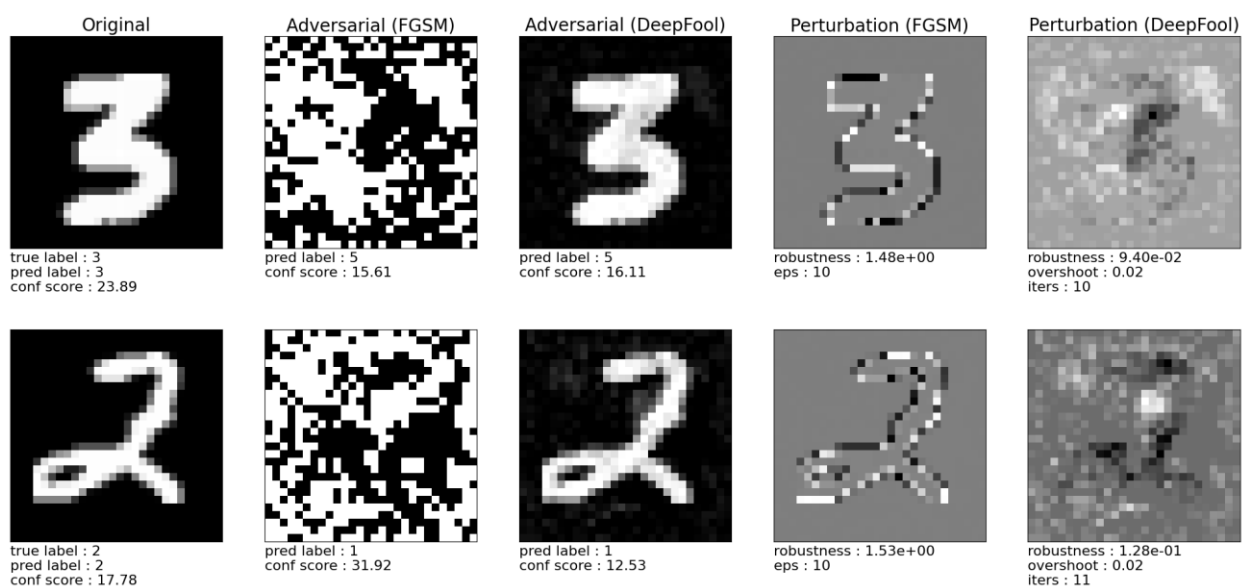 Original Adversarial (FGSM) Adversarial (DeepFool) Perturbation (FGSM) Perturbation (DeepFool)
3
true label : 3
pred label : 3
conf score : 23.89
pred label : 5
conf score : 15.61
3
pred label : 5
conf score : 16.11
robustness : 1.48e+00
eps : 10
robustness : 9.40e-02
overshoot : 0.02
iters : 10
2
true label : 2
pred label : 2
conf score : 17.78
pred label : 1
conf score : 31.92
2
pred label : 1
conf score : 12.53
robustness : 1.53e+00
eps : 10
robustness : 1.28e-01
overshoot : 0.02
iters : 11